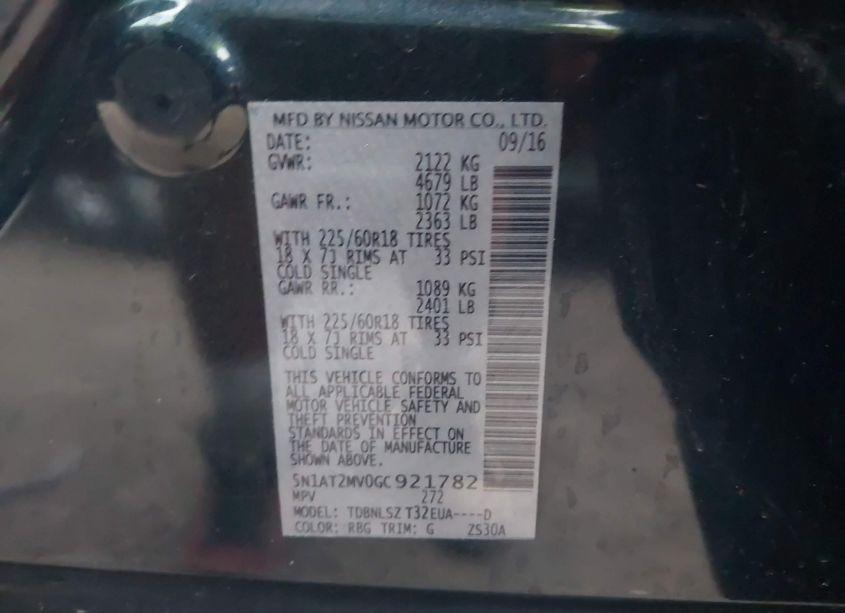 MFD BY NISSAN MOTOR CO., LTD.
DATE: 09/16
GVWR: 2122 KG
4679 LB
GAWR FR.: 1072 KG
2363 LB
WITH 225/60R18 TIRES
18 X 7J RIMS AT 33 PSI
COLD SINGLE
GAWR RR.: 1089 KG
2401 LB
WITH 225/60R18 TIRES
18 X 7J RIMS AT 33 PSI
COLD SINGLE
THIS VEHICLE CONFORMS TO
ALL APPLICABLE FEDERAL
MOTOR VEHICLE SAFETY AND
THEFT PREVENTION
STANDARDS IN EFFECT ON
THE DATE OF MANUFACTURE
SHOWN ABOVE.
5N1AT2MV0GC921782
MPV 272
MODEL: TDBNLSZ T32EUA----D
COLOR: RBG TRIM: G ZS30A